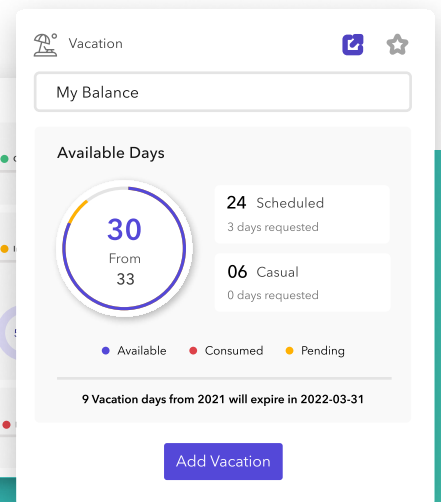 Vacation
My Balance
Available Days
30
From
33
24 Scheduled
3 days requested
06 Casual
0 days requested
Available
Consumed
Pending
9 Vacation days from 2021 will expire in 2022-03-31
Add Vacation